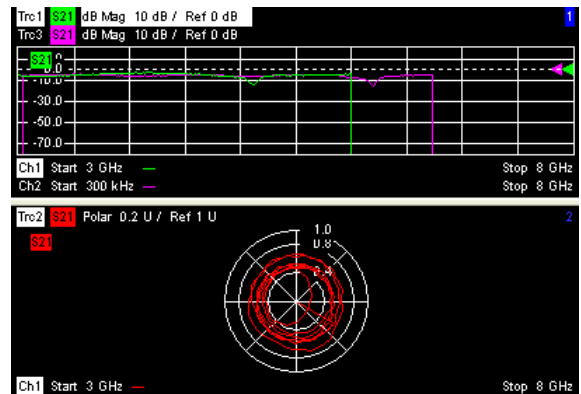 Trc1 S21 dB Mag 10 dB / Ref 0 dB 1
Trc3 S21 dB Mag 10 dB / Ref 0 dB
S21
0.0
-10.0
-30.0
-50.0
-70.0
Ch1 Start 3 GHz — Stop 8 GHz
Ch2 Start 300 kHz — Stop 8 GHz
Trc2 S21 Polar 0.2 U / Ref 1 U 2
S21
1.0
0.8
0.4
Ch1 Start 3 GHz — Stop 8 GHz